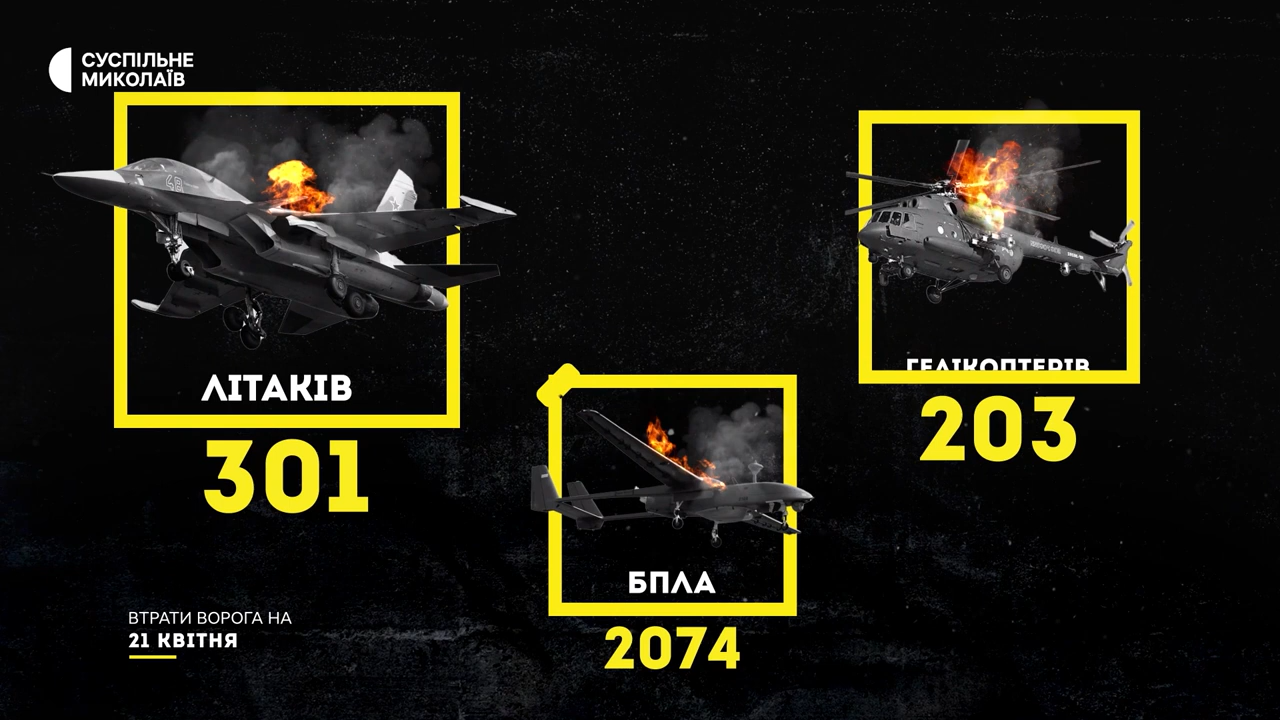 СУСПІЛЬНЕ
МИКОЛАЇВ
ЛІТАКІВ
301
ГЕЛІКОПТЕРІВ
203
БПЛА
2074
ВТРАТИ ВОРОГА НА
21 КВІТНЯ